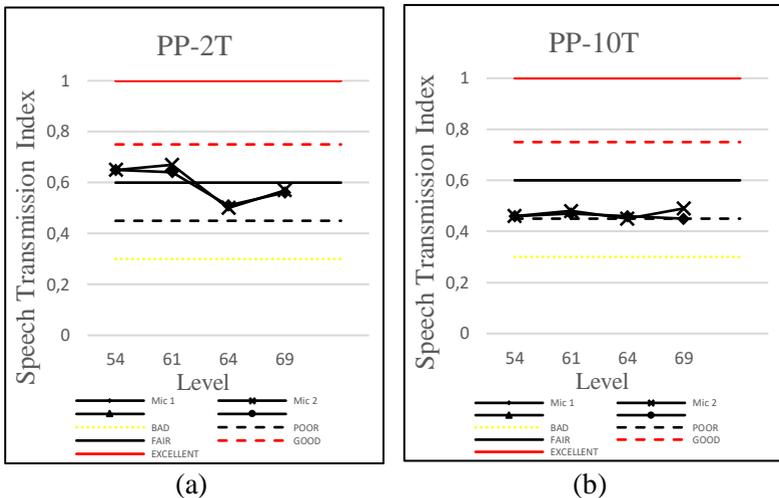 PP-2T
Speech Transmission Index
1
0,8
0,6
0,4
0,2
0
54 61 64 69
Level
Mic 1 Mic 2
BAD POOR
FAIR GOOD
EXCELLENT
(a)
PP-10T
Speech Transmission Index
1
0,8
0,6
0,4
0,2
0
54 61 64 69
Level
Mic 1 Mic 2
BAD POOR
FAIR GOOD
EXCELLENT
(b)